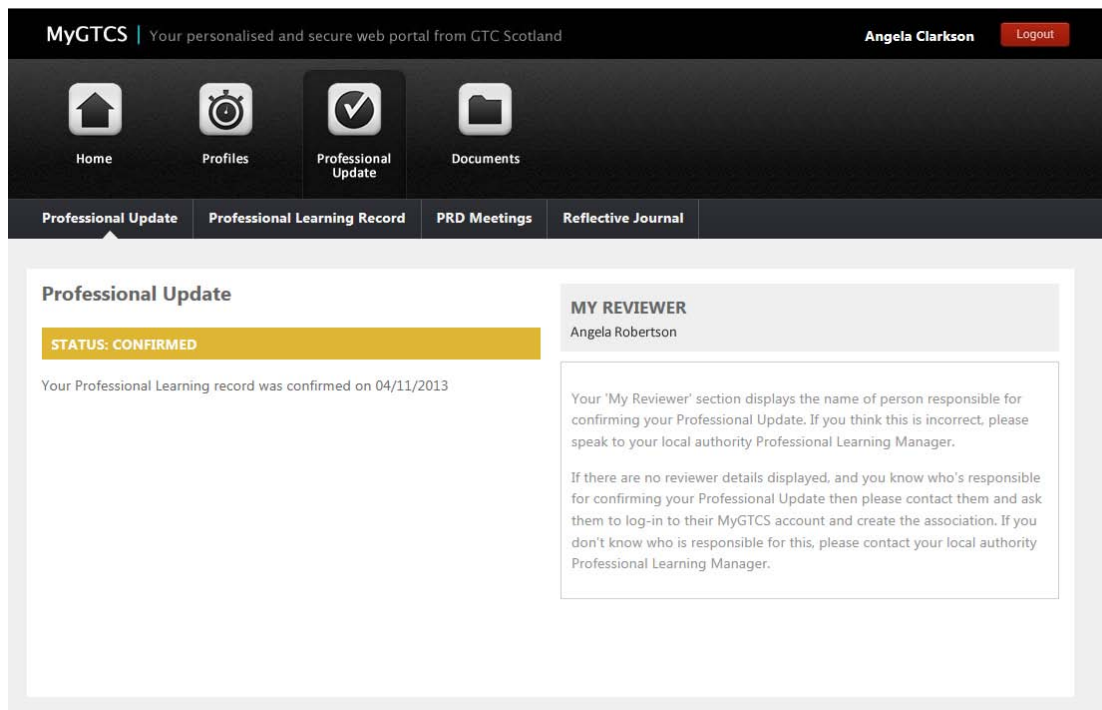 MyGTCS | Your personalised and secure web portal from GTC Scotland
Angela Clarkson
Logout
Home
Profiles
Professional
Update
Documents
Professional Update
Professional Learning Record
PRD Meetings
Reflective Journal
Professional Update
STATUS: CONFIRMED
Your Professional Learning record was confirmed on 04/11/2013
MY REVIEWER
Angela Robertson
Your 'My Reviewer' section displays the name of person responsible for
confirming your Professional Update. If you think this is incorrect, please
speak to your local authority Professional Learning Manager.
If there are no reviewer details displayed, and you know who's responsible
for confirming your Professional Update then please contact them and ask
them to log-in to their MyGTCS account and create the association. If you
don't know who is responsible for this, please contact your local authority
Professional Learning Manager.